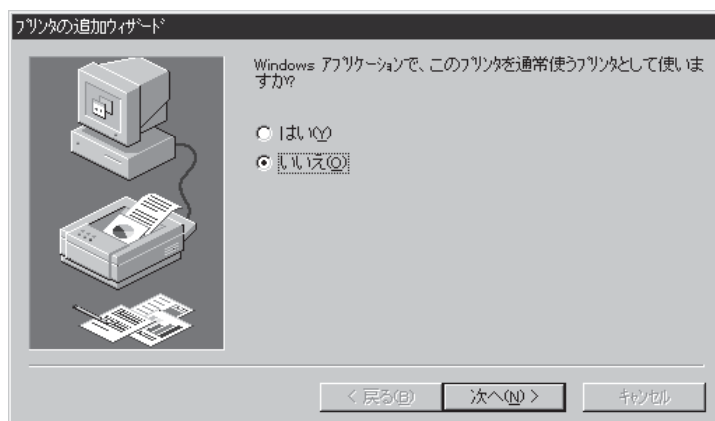 プリンタの追加ウィザード
Windows アプリケーションで、このプリンタを通常使うプリンタとして使いま
すか?
はい(Y)
いいえ(O)
< 戻る(B)
次へ(N) >
キャンセル